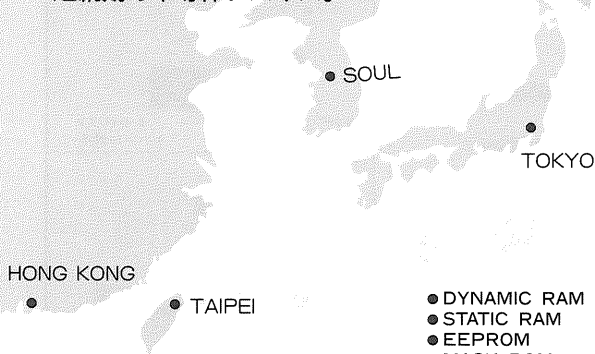 SOUL
TOKYO
HONG KONG
TAIPEI
● DYNAMIC RAM
● STATIC RAM
● EEPROM